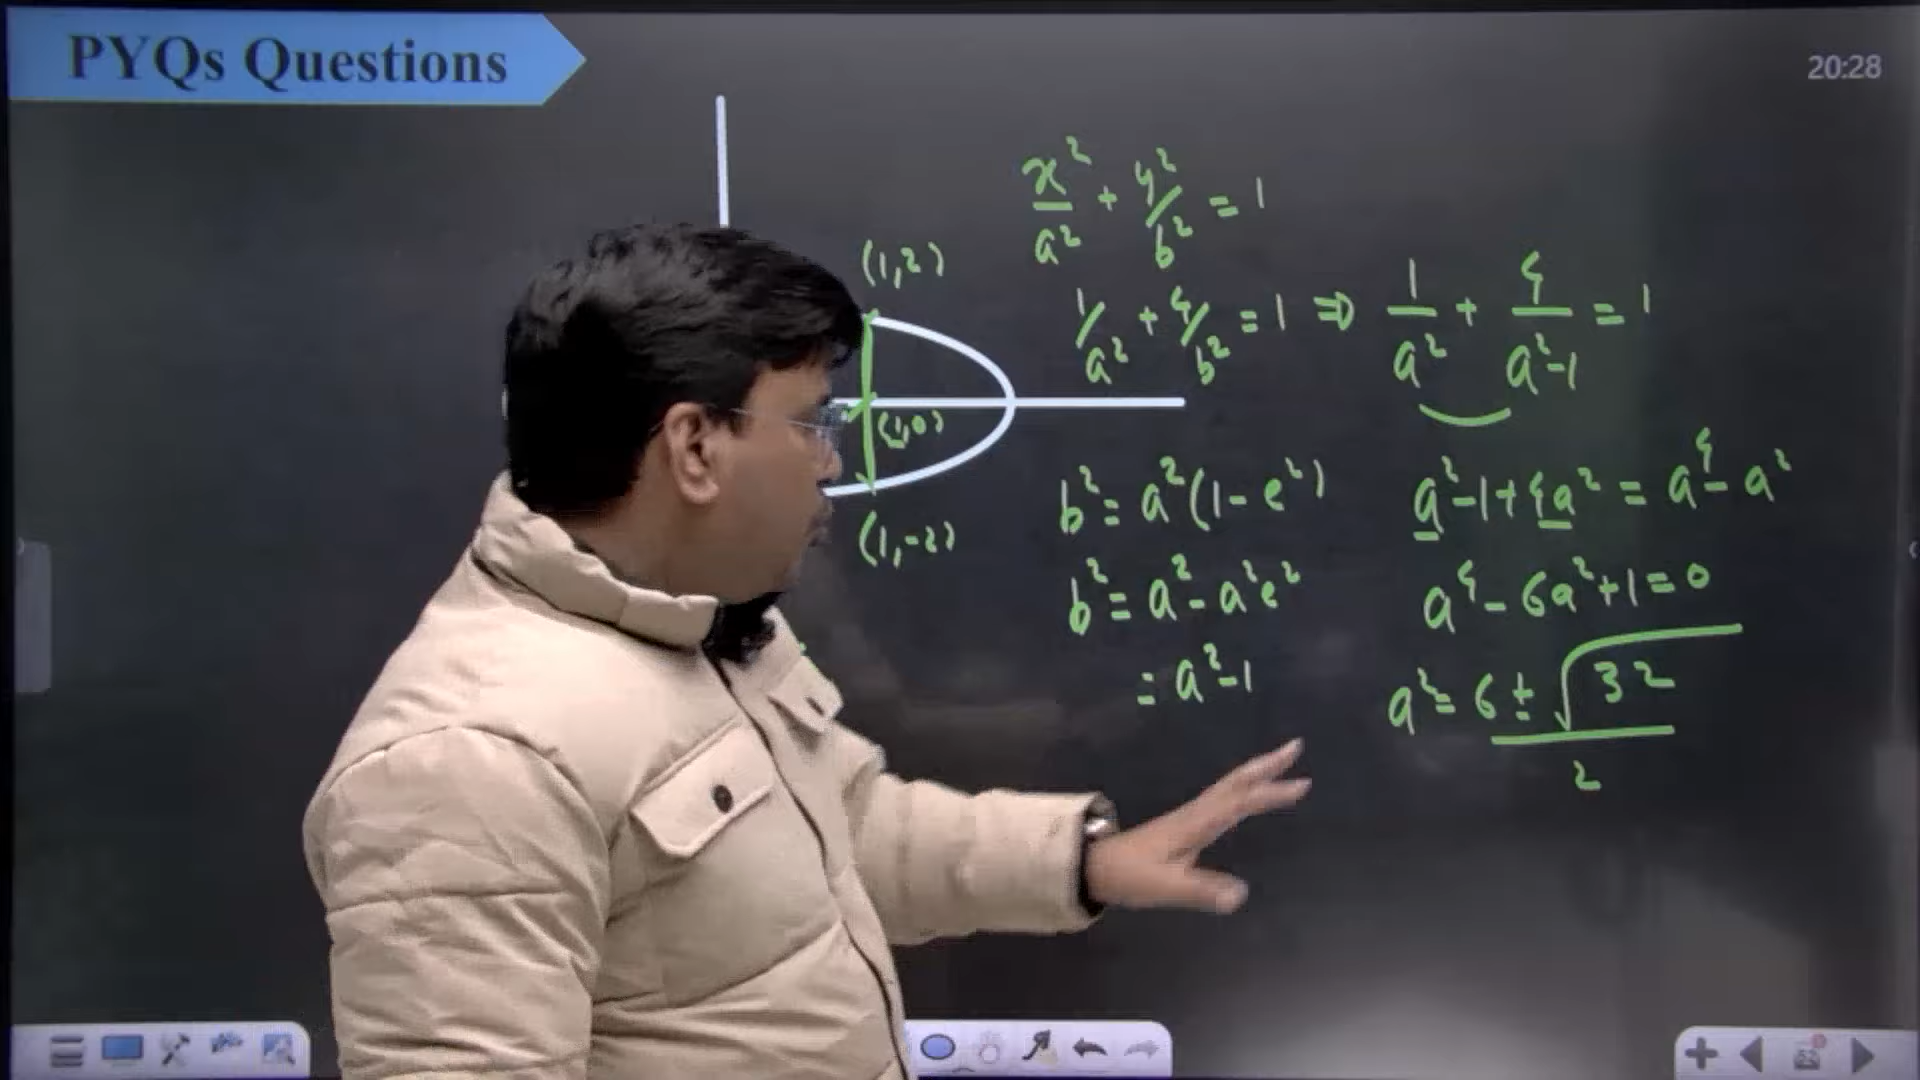 PYQs Questions
20:28
x²/a² + y²/b² = 1
(1,2)
1/a² + 4/b² = 1 ⇒ 1/a² + 4/(a²-1) = 1
(1,0)
b² = a²(1-e²)
a²-1+4a² = a⁴-a²
(1,-2)
b² = a²-a²e²
a⁴-6a²+1=0
= a²-1
a² = 6±√32/2